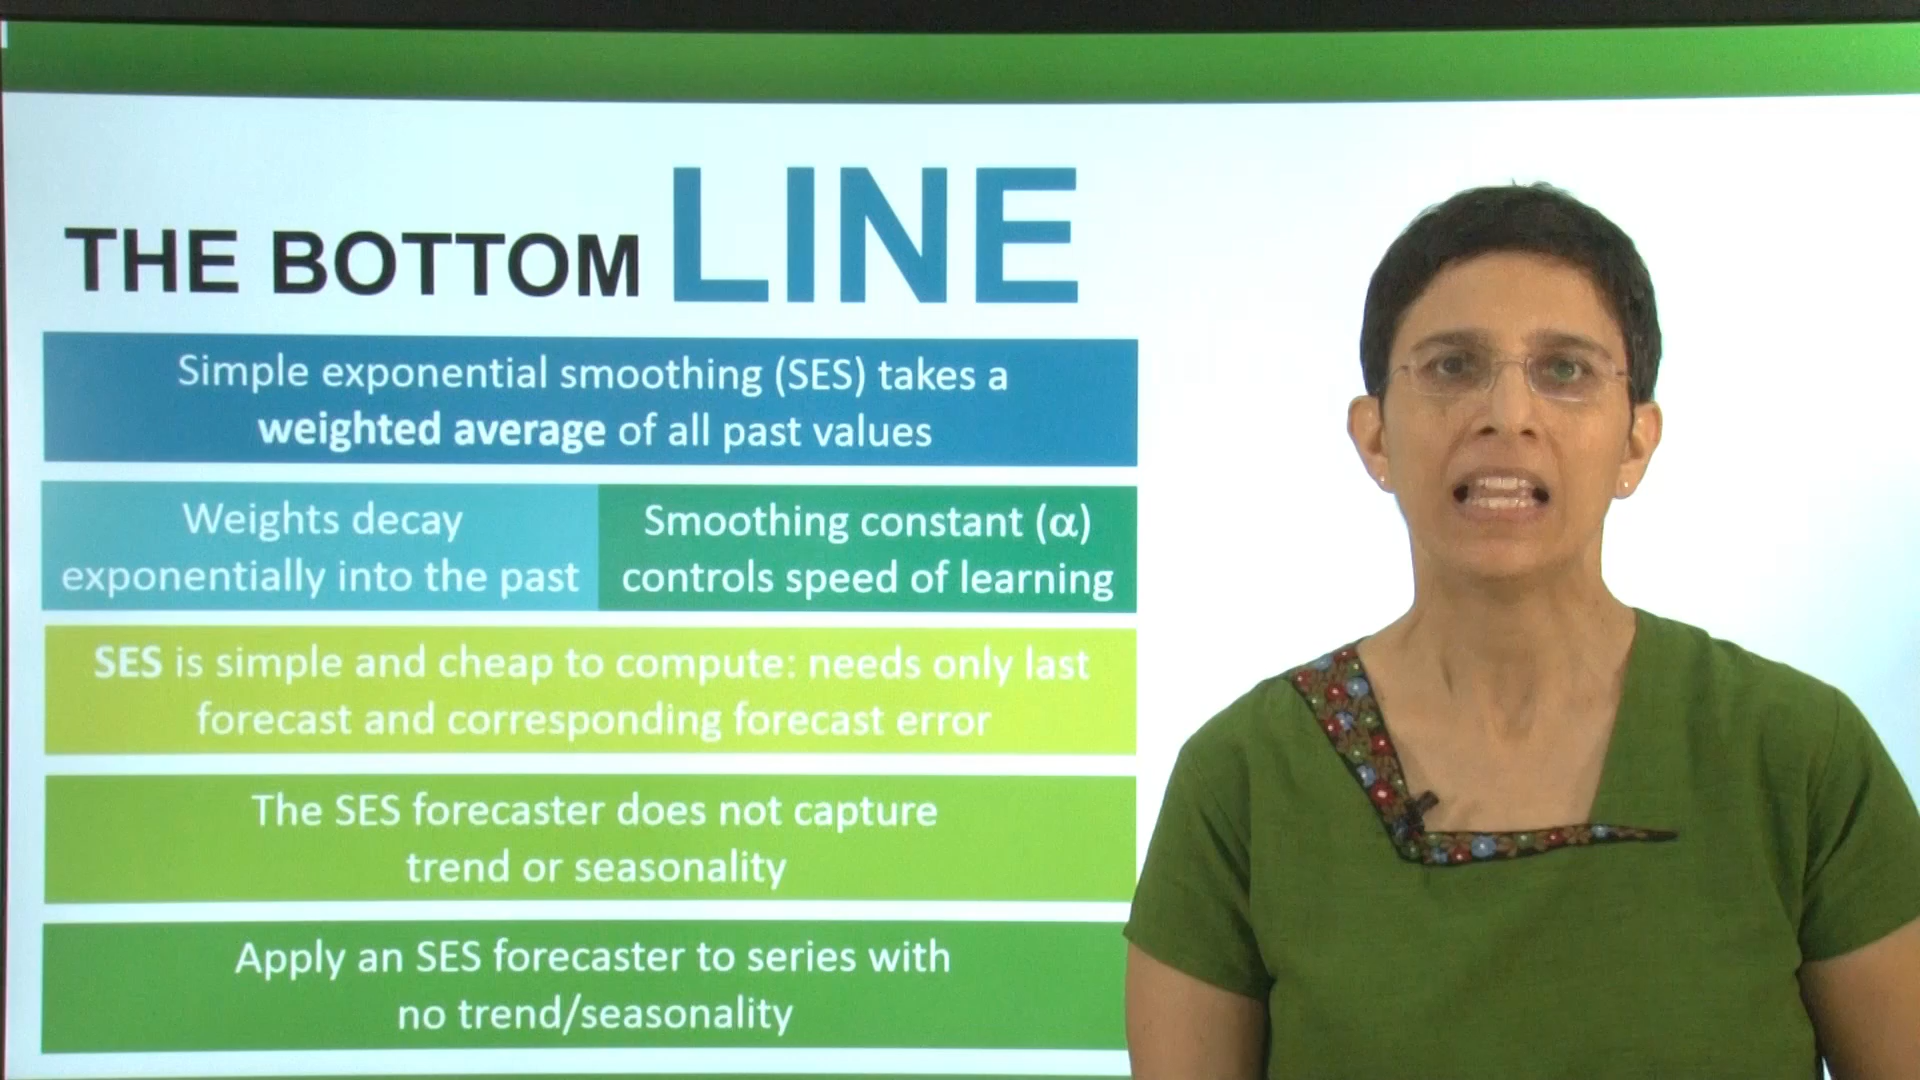 THE BOTTOM LINE
Simple exponential smoothing (SES) takes a
weighted average of all past values
Weights decay
exponentially into the past
Smoothing constant (α)
controls speed of learning
SES is simple and cheap to compute: needs only last
forecast and corresponding forecast error
The SES forecaster does not capture
trend or seasonality
Apply an SES forecaster to series with
no trend/seasonality